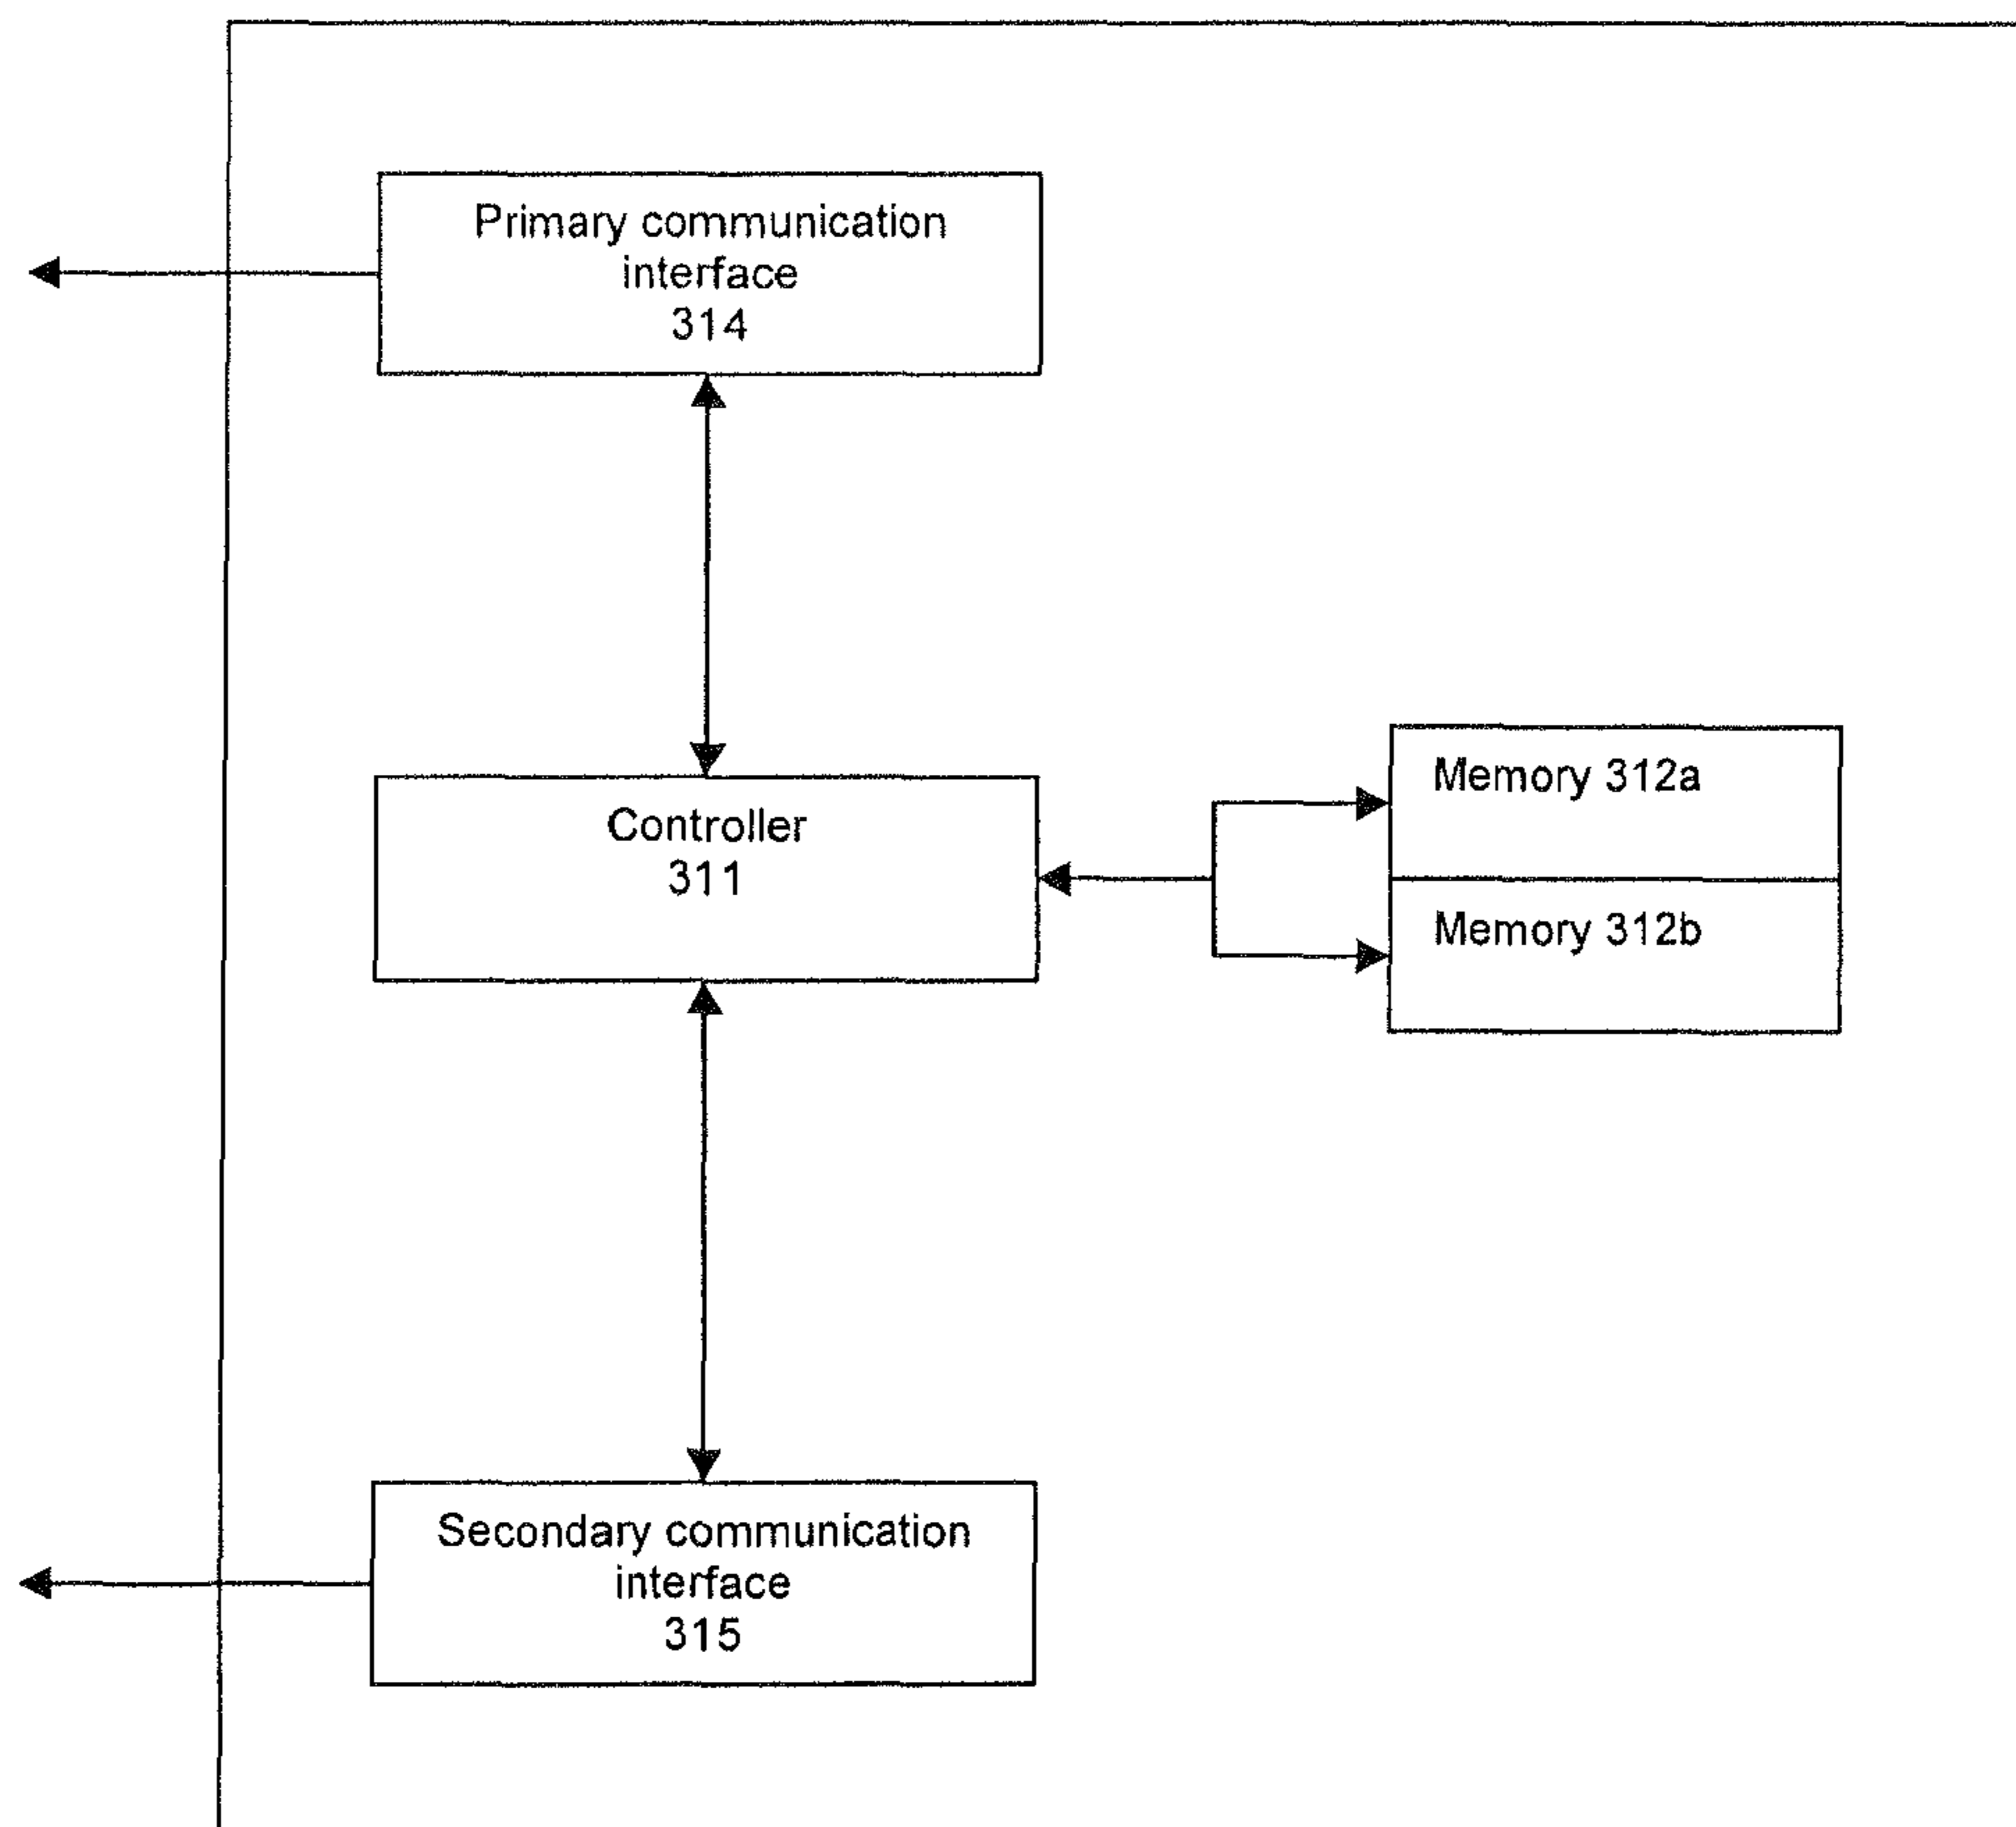 Primary communication
interface
314
Controller
311
Memory 312a
Memory 312b
Secondary communication
interface
315